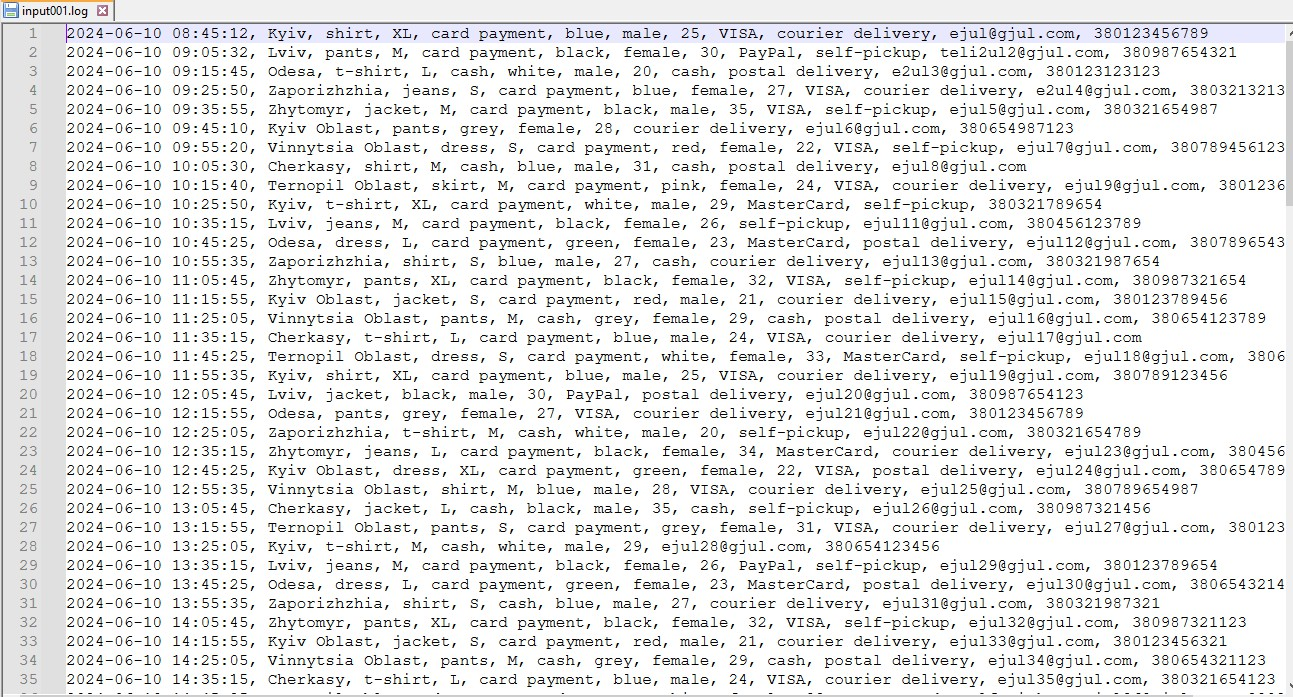 input001.log
1 2024-06-10 08:45:12, Kyiv, shirt, XL, card payment, blue, male, 25, VISA, courier delivery, ejul@gjul.com, 380123456789
2 2024-06-10 09:05:32, Lviv, pants, M, card payment, black, female, 30, PayPal, self-pickup, teli2ul2@gjul.com, 380987654321
3 2024-06-10 09:15:45, Odesa, t-shirt, L, cash, white, male, 20, cash, postal delivery, e2ul3@gjul.com, 380123123123
4 2024-06-10 09:25:50, Zaporizhzhia, jeans, S, card payment, blue, female, 27, VISA, courier delivery, e2ul4@gjul.com, 3803213213
5 2024-06-10 09:35:55, Zhytomyr, jacket, M, card payment, black, male, 35, VISA, self-pickup, ejul5@gjul.com, 380321654987
6 2024-06-10 09:45:10, Kyiv Oblast, pants, grey, female, 28, courier delivery, ejul6@gjul.com, 380654987123
7 2024-06-10 09:55:20, Vinnytsia Oblast, dress, S, card payment, red, female, 22, VISA, self-pickup, ejul7@gjul.com, 380789456123
8 2024-06-10 10:05:30, Cherkasy, shirt, M, cash, blue, male, 31, cash, postal delivery, ejul8@gjul.com
9 2024-06-10 10:15:40, Ternopil Oblast, skirt, M, card payment, pink, female, 24, VISA, courier delivery, ejul9@gjul.com, 3801236
10 2024-06-10 10:25:50, Kyiv, t-shirt, XL, card payment, white, male, 29, MasterCard, self-pickup, 380321789654
11 2024-06-10 10:35:15, Lviv, jeans, M, card payment, black, female, 26, self-pickup, ejul11@gjul.com, 380456123789
12 2024-06-10 10:45:25, Odesa, dress, L, card payment, green, female, 23, MasterCard, postal delivery, ejul12@gjul.com, 3807896543
13 2024-06-10 10:55:35, Zaporizhzhia, shirt, S, blue, male, 27, cash, courier delivery, ejul13@gjul.com, 380321987654
14 2024-06-10 11:05:45, Zhytomyr, pants, XL, card payment, black, female, 32, VISA, self-pickup, ejul14@gjul.com, 380987321654
15 2024-06-10 11:15:55, Kyiv Oblast, jacket, S, card payment, red, male, 21, courier delivery, ejul15@gjul.com, 380123789456
16 2024-06-10 11:25:05, Vinnytsia Oblast, pants, M, cash, grey, female, 29, cash, postal delivery, ejul16@gjul.com, 380654123789
17 2024-06-10 11:35:15, Cherkasy, t-shirt, L, card payment, blue, male, 24, VISA, courier delivery, ejul17@gjul.com
18 2024-06-10 11:45:25, Ternopil Oblast, dress, S, card payment, white, female, 33, MasterCard, self-pickup, ejul18@gjul.com, 3806
19 2024-06-10 11:55:35, Kyiv, shirt, XL, card payment, blue, male, 25, VISA, courier delivery, ejul19@gjul.com, 380789123456
20 2024-06-10 12:05:45, Lviv, jacket, black, male, 30, PayPal, postal delivery, ejul20@gjul.com, 380987654123
21 2024-06-10 12:15:55, Odesa, pants, grey, female, 27, VISA, courier delivery, ejul21@gjul.com, 380123456789
22 2024-06-10 12:25:05, Zaporizhzhia, t-shirt, M, cash, white, male, 20, self-pickup, ejul22@gjul.com, 380321654789
23 2024-06-10 12:35:15, Zhytomyr, jeans, L, card payment, black, female, 34, MasterCard, courier delivery, ejul23@gjul.com, 380456
24 2024-06-10 12:45:25, Kyiv Oblast, dress, XL, card payment, green, female, 22, VISA, postal delivery, ejul24@gjul.com, 380654789
25 2024-06-10 12:55:35, Vinnytsia Oblast, shirt, M, blue, male, 28, VISA, courier delivery, ejul25@gjul.com, 380789654987
26 2024-06-10 13:05:45, Cherkasy, jacket, L, cash, black, male, 35, cash, self-pickup, ejul26@gjul.com, 380987321456
27 2024-06-10 13:15:55, Ternopil Oblast, pants, S, card payment, grey, female, 31, VISA, courier delivery, ejul27@gjul.com, 380123
28 2024-06-10 13:25:05, Kyiv, t-shirt, M, cash, white, male, 29, ejul28@gjul.com, 380654123456
29 2024-06-10 13:35:15, Lviv, jeans, M, card payment, black, female, 26, PayPal, self-pickup, ejul29@gjul.com, 380123789654
30 2024-06-10 13:45:25, Odesa, dress, L, card payment, green, female, 23, MasterCard, postal delivery, ejul30@gjul.com, 3806543214
31 2024-06-10 13:55:35, Zaporizhzhia, shirt, S, cash, blue, male, 27, courier delivery, ejul31@gjul.com, 380321987321
32 2024-06-10 14:05:45, Zhytomyr, pants, XL, card payment, black, female, 32, VISA, self-pickup, ejul32@gjul.com, 380987321123
33 2024-06-10 14:15:55, Kyiv Oblast, jacket, S, card payment, red, male, 21, courier delivery, ejul33@gjul.com, 380123456321
34 2024-06-10 14:25:05, Vinnytsia Oblast, pants, M, cash, grey, female, 29, cash, postal delivery, ejul34@gjul.com, 380654321123
35 2024-06-10 14:35:15, Cherkasy, t-shirt, L, card payment, blue, male, 24, VISA, courier delivery, ejul35@gjul.com, 380321654123